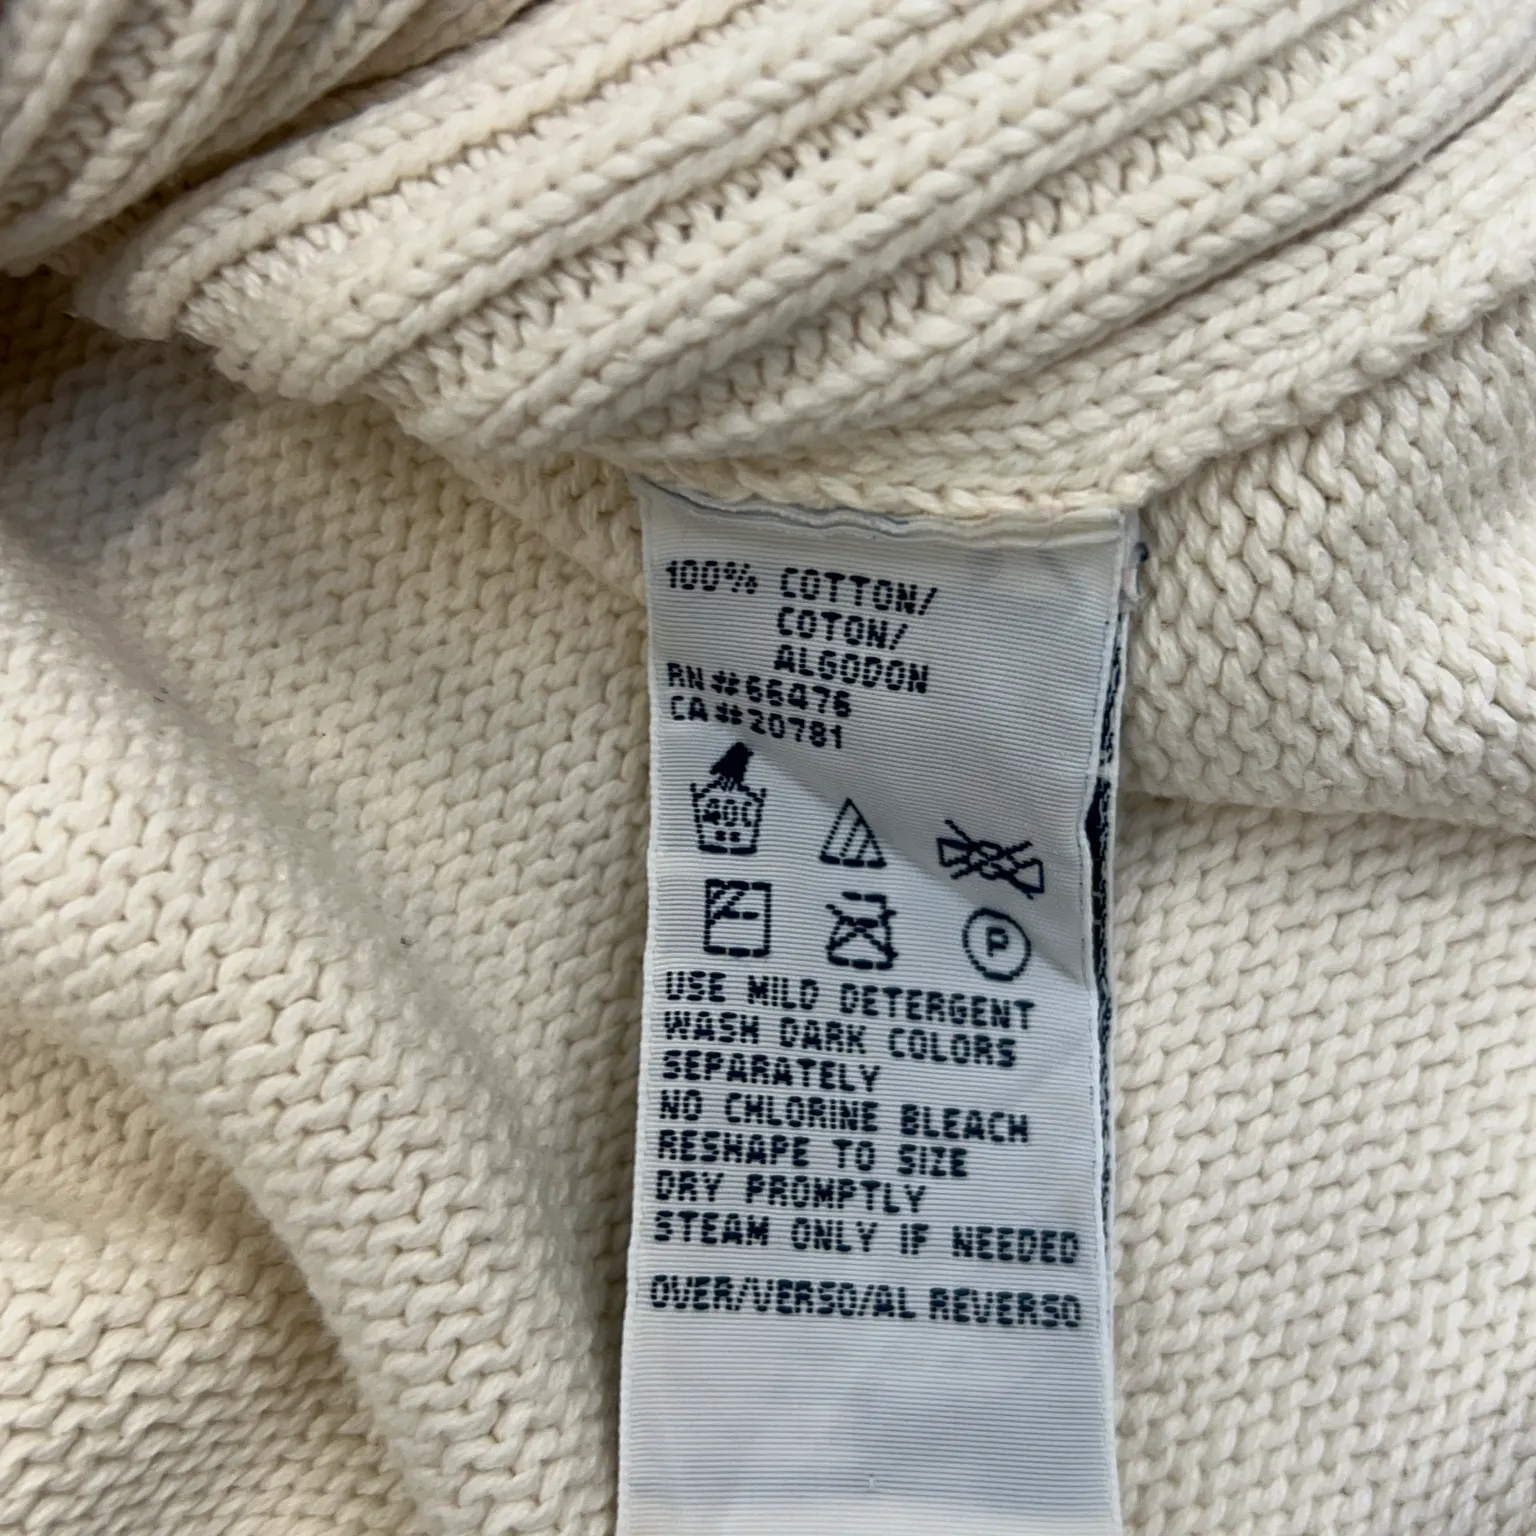 100% COTTON/
COTON/
ALGODON
RN#66476
CA#20781
40C
P
USE MILD DETERGENT
WASH DARK COLORS
SEPARATELY
NO CHLORINE BLEACH
RESHAPE TO SIZE
DRY PROMPTLY
STEAM ONLY IF NEEDED
OVER/VERSO/AL REVERSO